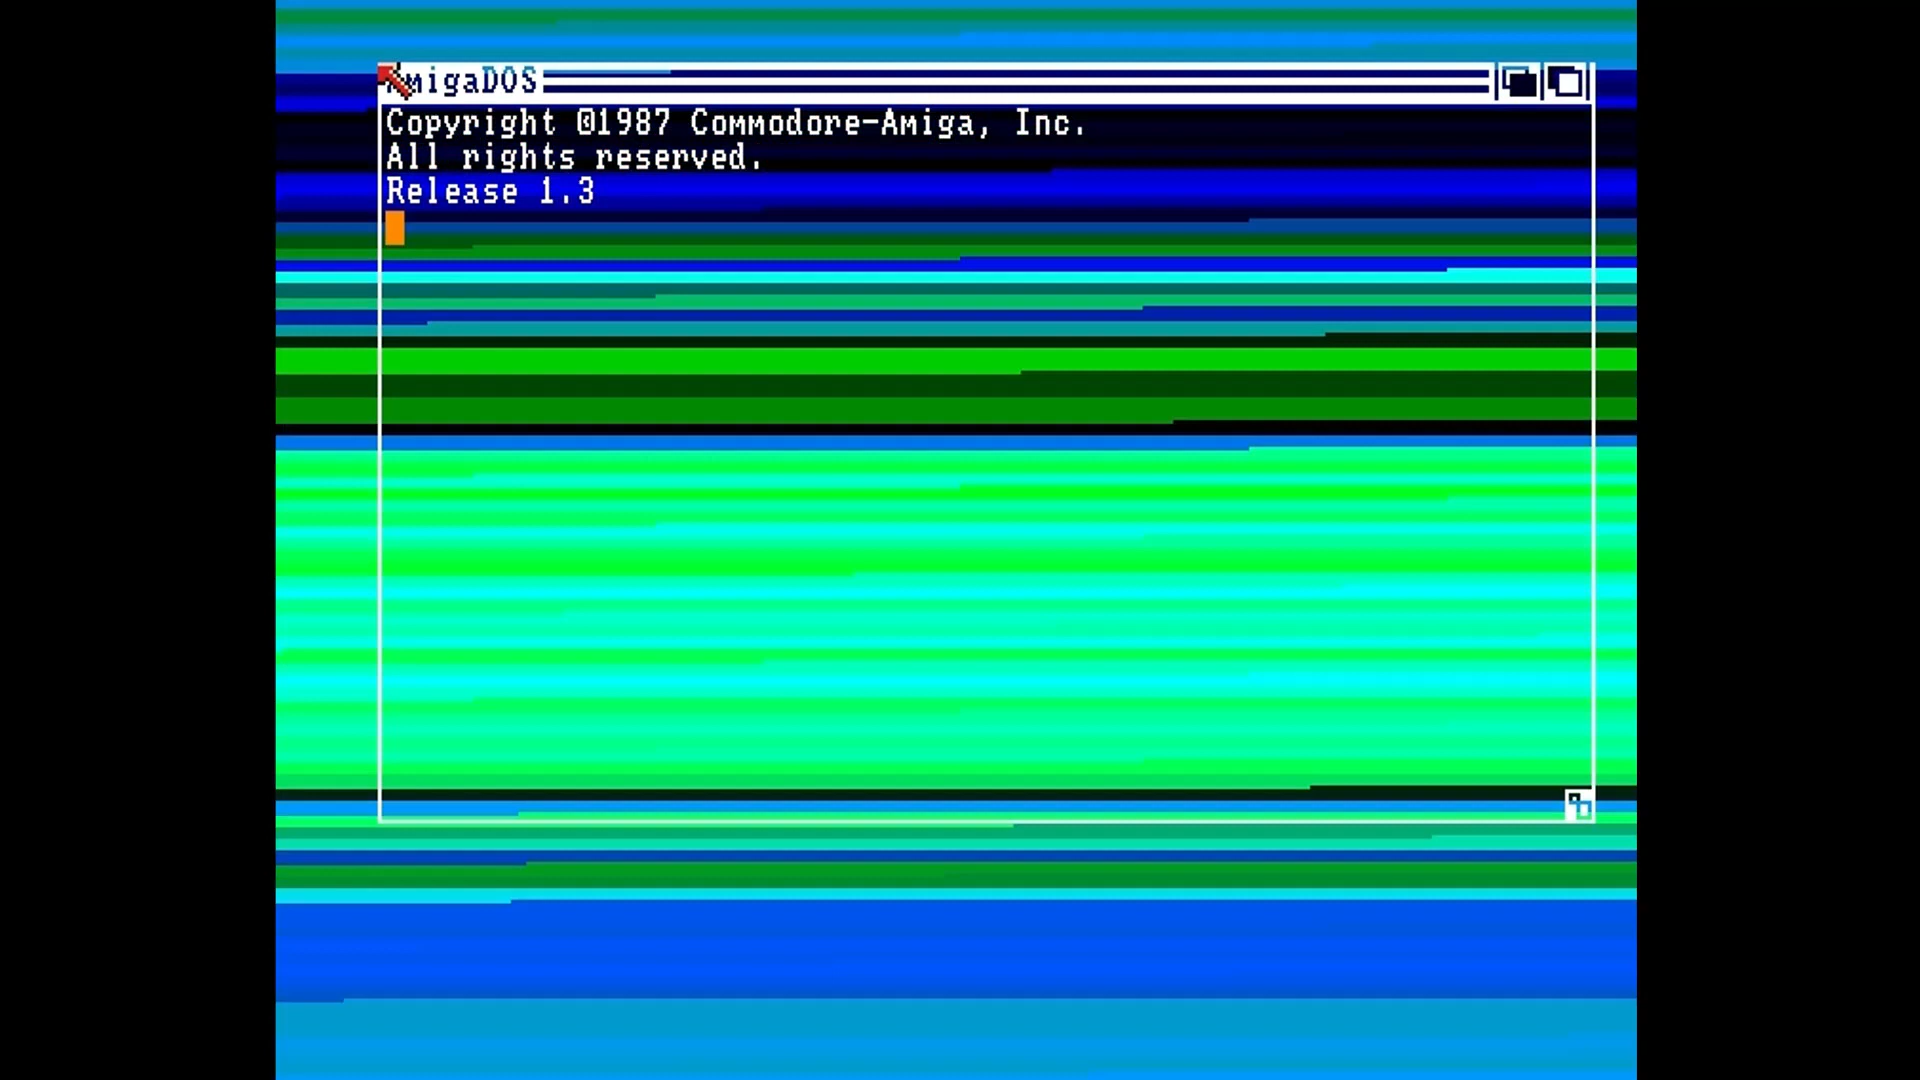 AmigaDOS
Copyright ©1987 Commodore-Amiga, Inc.
All rights reserved.
Release 1.3